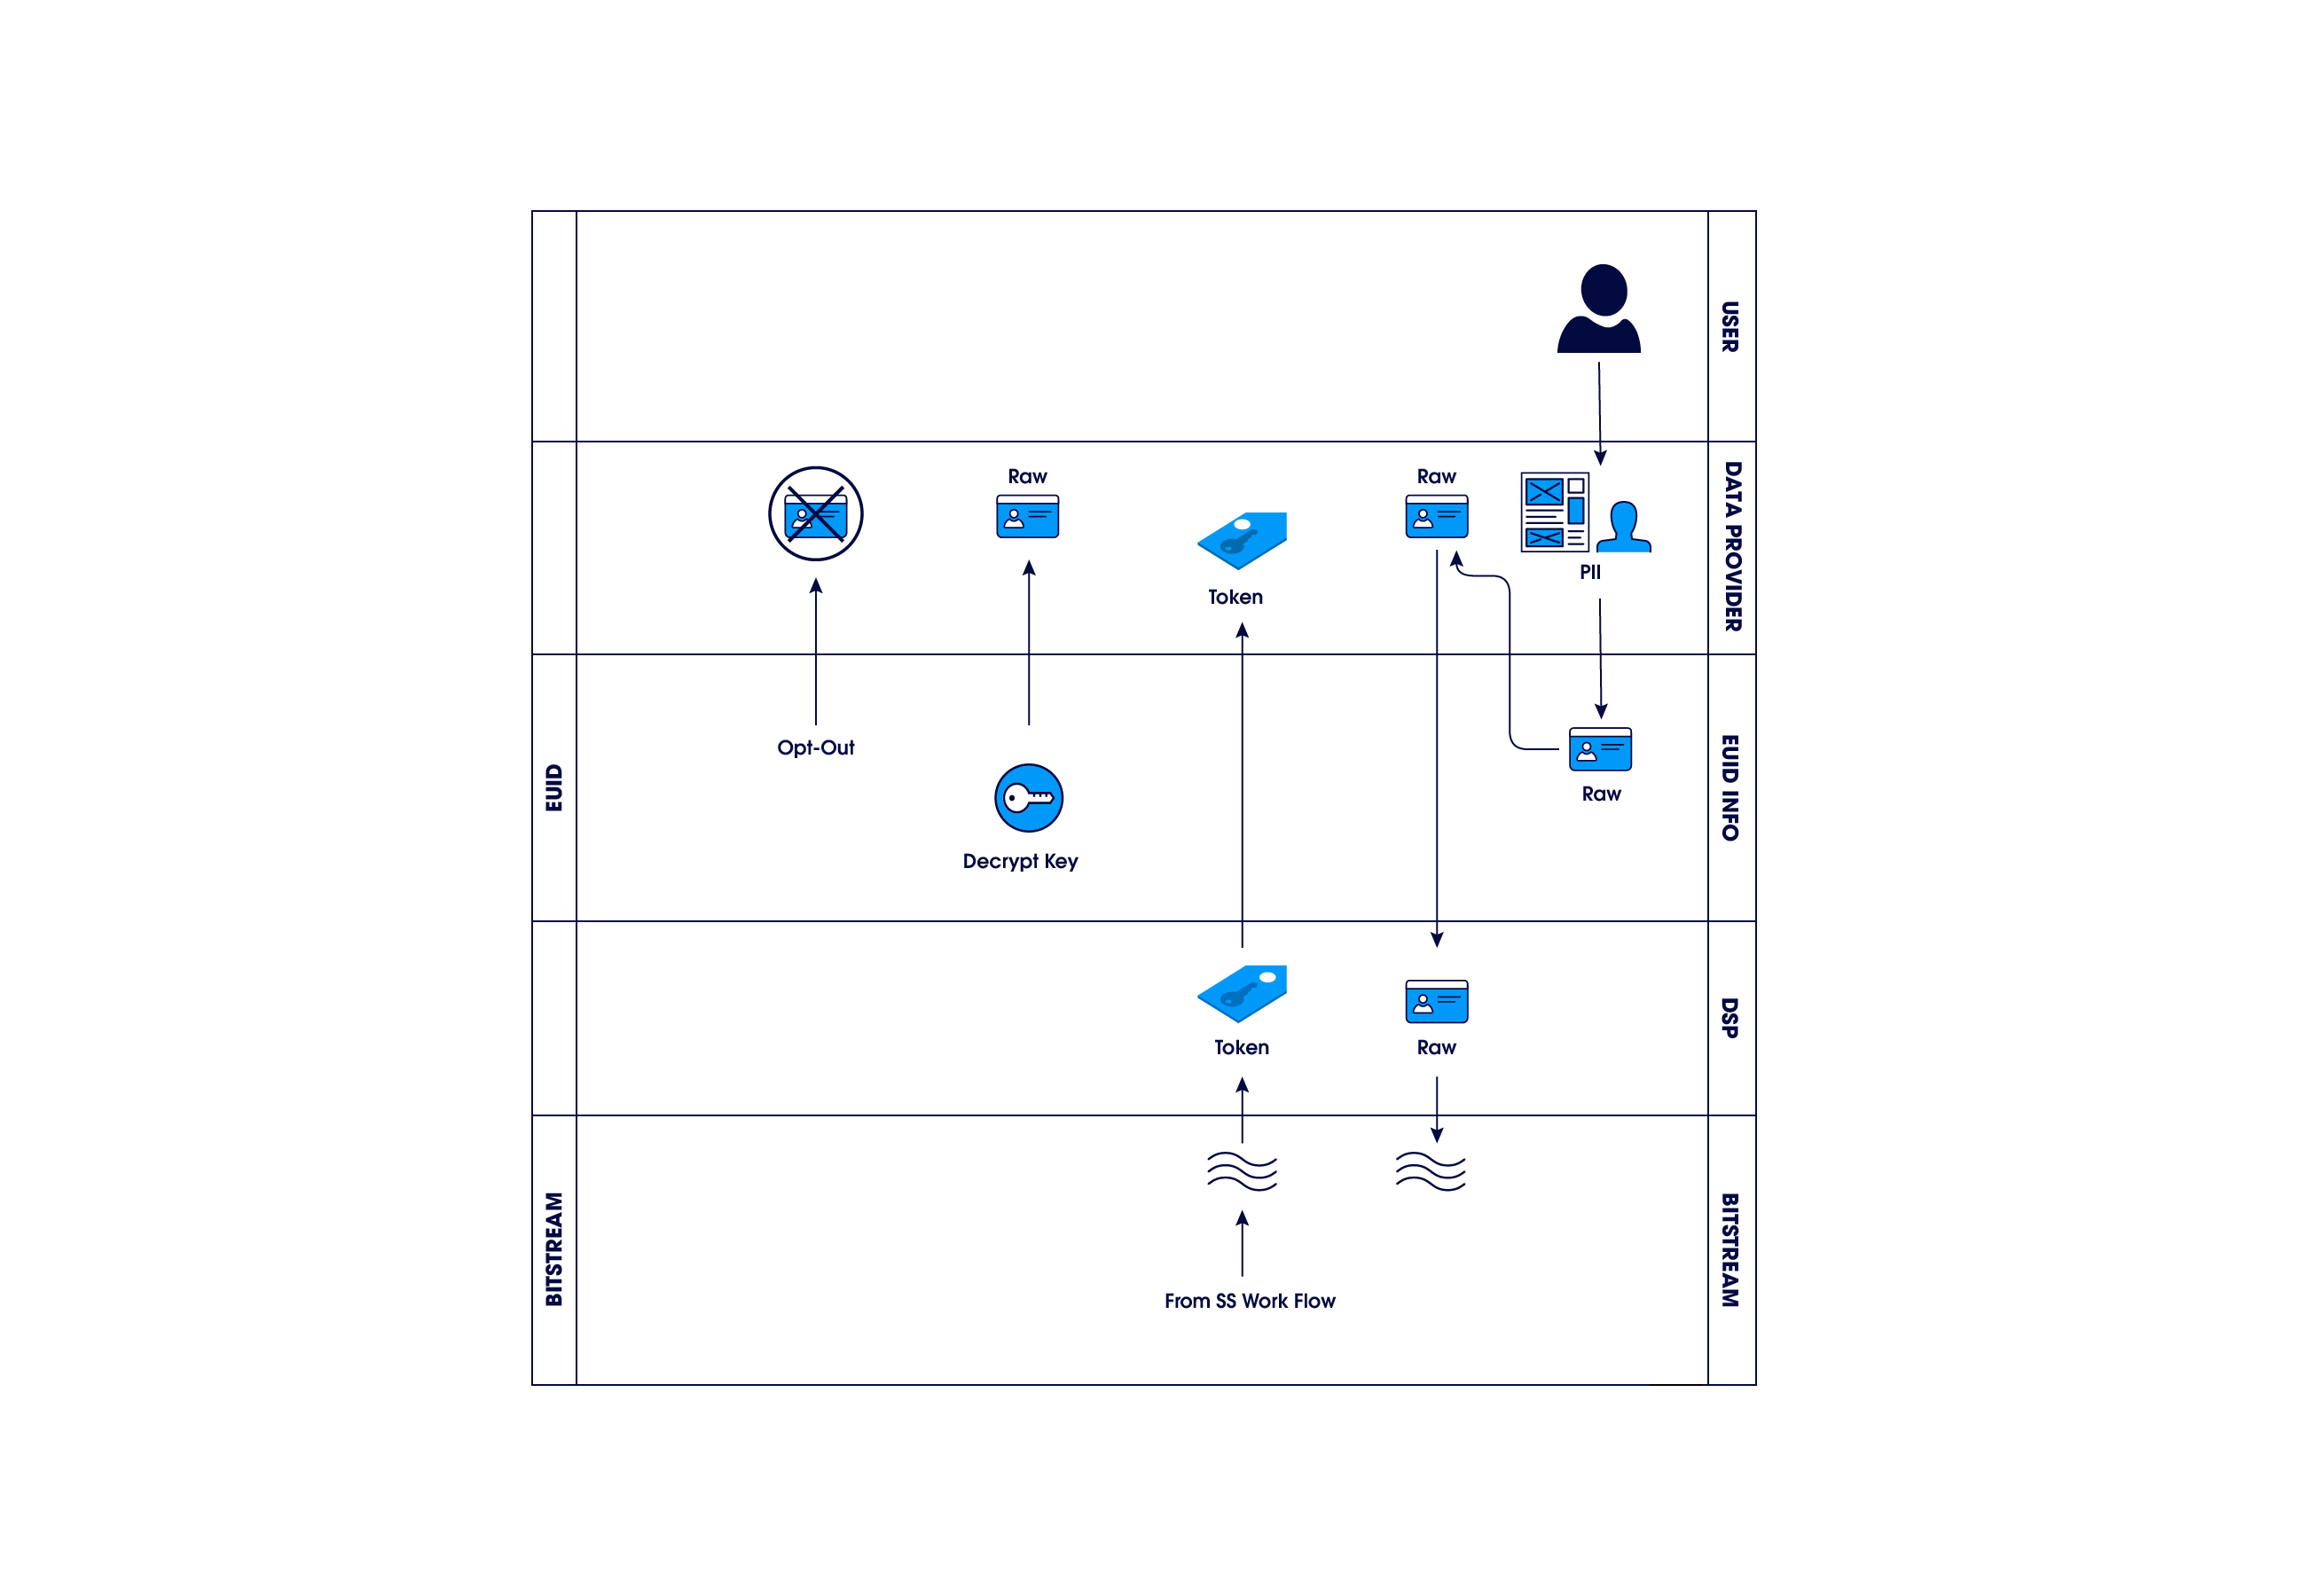 USER
Raw
Raw
DATA PROVIDER
Token
PII
Opt-Out
EUID
Decrypt Key
Raw
EUID INFO
Token
Raw
DSP
BITSTREAM
From SS Work Flow
BITSTREAM